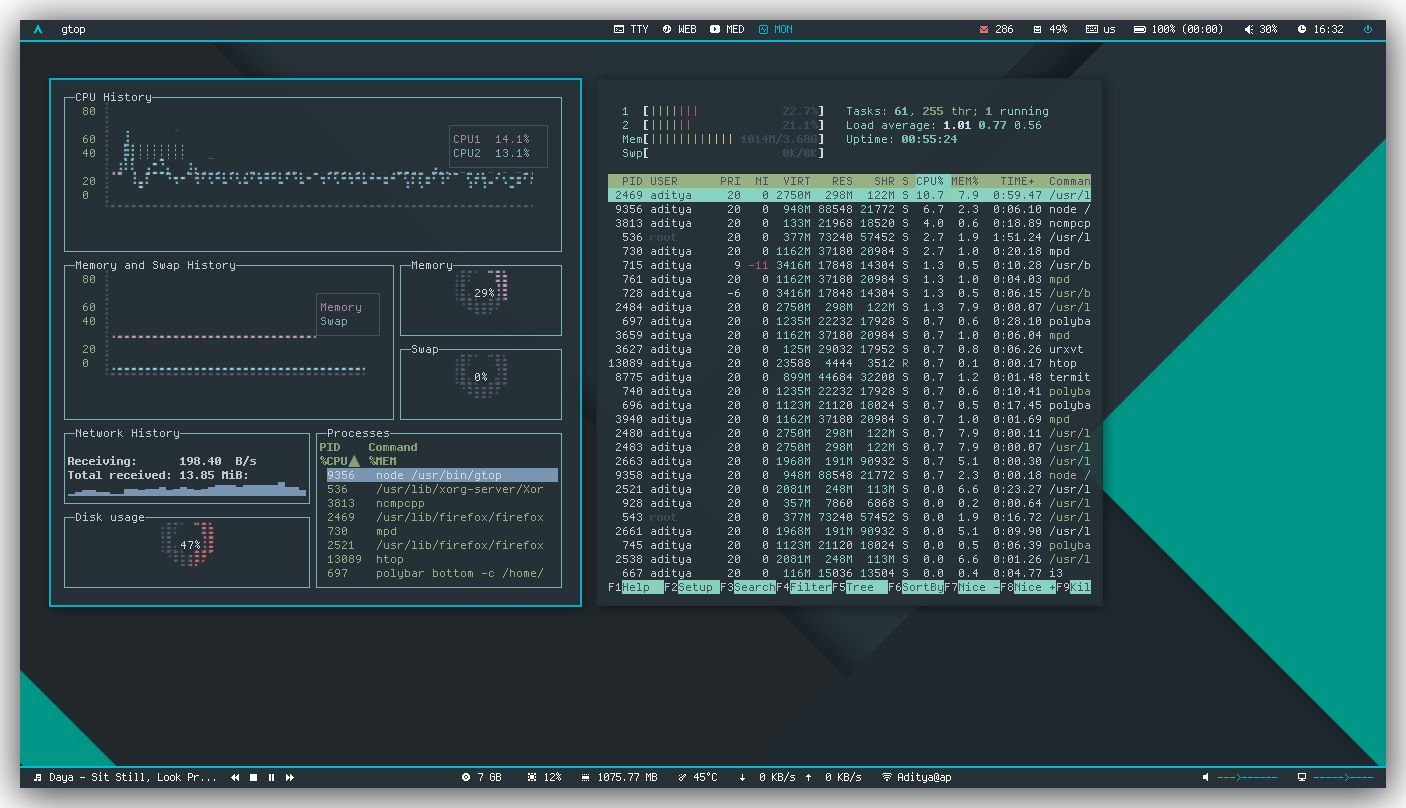 gtop TTY WEB MED MON 286 49% us 100% (00:00) 30% 16:32
CPU History
80
60
40
20
0
CPU1 14.1%
CPU2 13.1%
Memory and Swap History
80
60
40
20
0
Memory
Swap
Memory
29%
Swap
0%
Network History
Receiving: 198.40 B/s
Total received: 13.85 MiB:
Disk usage
47%
Processes
PID Command
%CPU▲ %MEM
9356 node /usr/bin/gtop
536 /usr/lib/xorg-server/Xor
3813 ncmpcpp
2469 /usr/lib/firefox/firefox
730 mpd
2521 /usr/lib/firefox/firefox
13089 htop
697 polybar bottom -c /home/
1 [||||||| 22.7%] Tasks: 61, 255 thr; 1 running
2 [|||||| 21.1%] Load average: 1.01 0.77 0.56
Mem[|||||||||||| 1014M/3.68G] Uptime: 00:55:24
Swp[ 0K/0K]
PID USER PRI NI VIRT RES SHR S CPU% MEM% TIME+ Comman
2469 aditya 20 0 2750M 298M 122M S 10.7 7.9 0:59.47 /usr/l
9356 aditya 20 0 948M 88548 21772 S 6.7 2.3 0:06.10 node /
3813 aditya 20 0 133M 21968 18520 S 4.0 0.6 0:18.89 ncmpcp
536 root 20 0 377M 73240 57452 S 2.7 1.9 1:51.24 /usr/l
730 aditya 20 0 1162M 37180 20984 S 2.7 1.0 0:20.18 mpd
715 aditya 9 -11 3416M 17848 14304 S 1.3 0.5 0:10.28 /usr/b
761 aditya 20 0 1162M 37180 20984 S 1.3 1.0 0:04.03 mpd
728 aditya -6 0 3416M 17848 14304 S 1.3 0.5 0:06.15 /usr/b
2484 aditya 20 0 2750M 298M 122M S 1.3 7.9 0:00.07 /usr/l
697 aditya 20 0 1235M 22232 17928 S 0.7 0.6 0:28.10 polyba
3659 aditya 20 0 1162M 37180 20984 S 0.7 1.0 0:06.04 mpd
3627 aditya 20 0 125M 29032 17952 S 0.7 0.8 0:06.26 urxvt
13089 aditya 20 0 23588 4444 3512 R 0.7 0.1 0:00.17 htop
8775 aditya 20 0 899M 44684 32200 S 0.7 1.2 0:01.48 termit
740 aditya 20 0 1235M 22232 17928 S 0.7 0.6 0:10.41 polyba
696 aditya 20 0 1123M 21120 18024 S 0.7 0.5 0:17.45 polyba
3940 aditya 20 0 1162M 37180 20984 S 0.7 1.0 0:01.69 mpd
2480 aditya 20 0 2750M 298M 122M S 0.7 7.9 0:00.11 /usr/l
2483 aditya 20 0 2750M 298M 122M S 0.7 7.9 0:00.07 /usr/l
2663 aditya 20 0 1968M 191M 90932 S 0.7 5.1 0:00.30 /usr/l
9358 aditya 20 0 948M 88548 21772 S 0.7 2.3 0:00.18 node /
2521 aditya 20 0 2081M 248M 113M S 0.0 6.6 0:23.27 /usr/l
928 aditya 20 0 357M 7860 6868 S 0.0 0.2 0:00.64 /usr/l
543 root 20 0 377M 73240 57452 S 0.0 1.9 0:16.72 /usr/l
2661 aditya 20 0 1968M 191M 90932 S 0.0 5.1 0:09.90 /usr/l
745 aditya 20 0 1123M 21120 18024 S 0.0 0.5 0:06.39 polyba
2538 aditya 20 0 2081M 248M 113M S 0.0 6.6 0:01.26 /usr/l
667 aditya 20 0 116M 15036 13504 S 0.0 0.4 0:04.77 i3
F1Help F2Setup F3SearchF4FilterF5Tree F6SortByF7Nice -F8Nice +F9Kil
Daya - Sit Still, Look Pr... 7 GB 12% 1075.77 MB 45°C ↓ 0 KB/s ↑ 0 KB/s Aditya@ap ---›------ -----›----